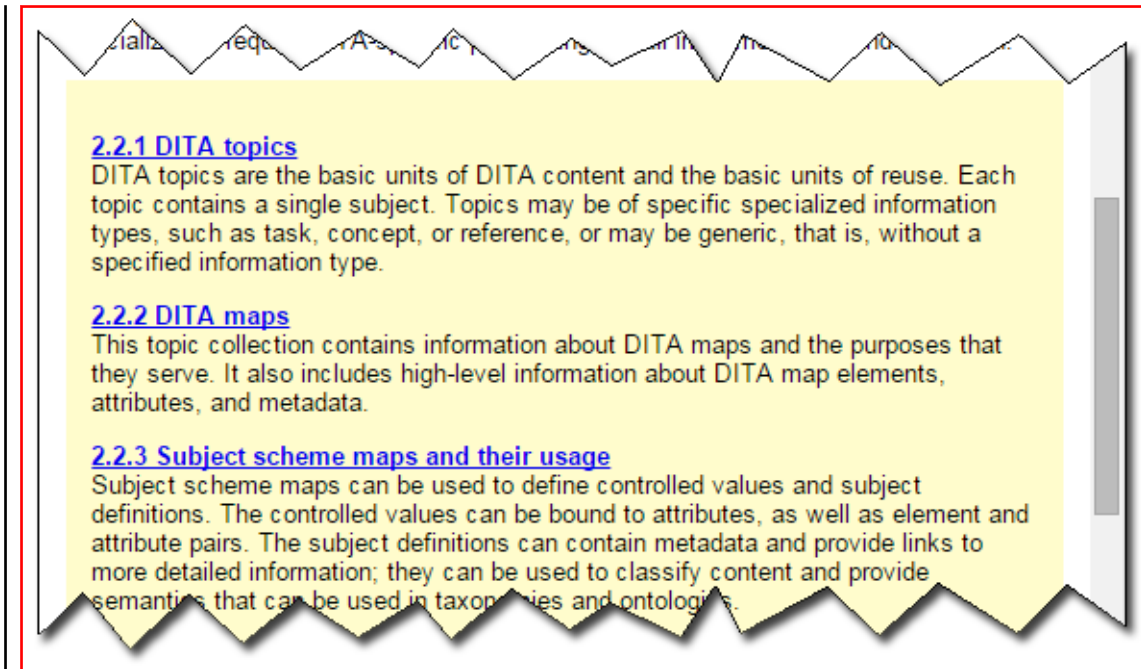 2.2.1 DITA topics
DITA topics are the basic units of DITA content and the basic units of reuse. Each
topic contains a single subject. Topics may be of specific specialized information
types, such as task, concept, or reference, or may be generic, that is, without a
specified information type.
2.2.2 DITA maps
This topic collection contains information about DITA maps and the purposes that
they serve. It also includes high-level information about DITA map elements,
attributes, and metadata.
2.2.3 Subject scheme maps and their usage
Subject scheme maps can be used to define controlled values and subject
definitions. The controlled values can be bound to attributes, as well as element and
attribute pairs. The subject definitions can contain metadata and provide links to
more detailed information; they can be used to classify content and provide
semantics that can be used in taxonomies and ontologies.